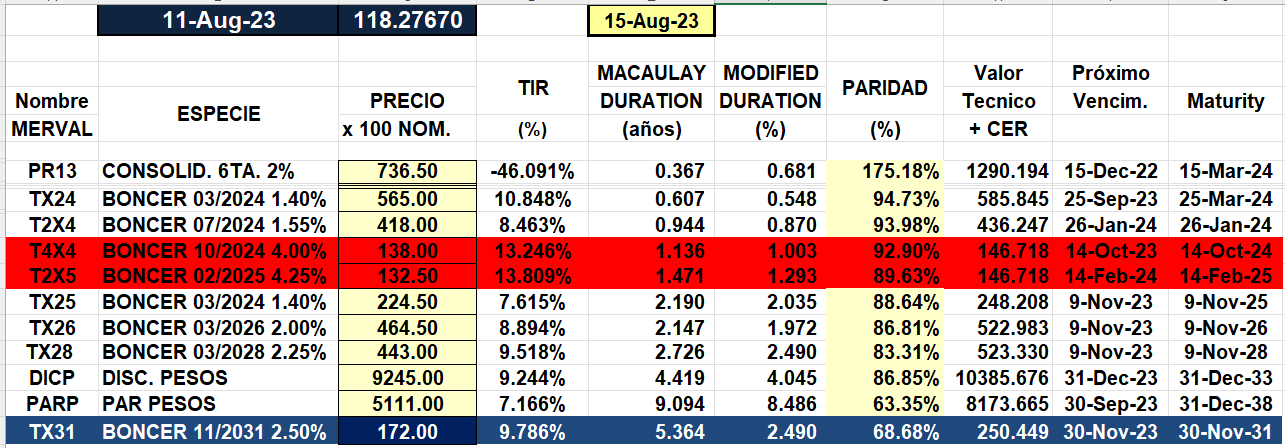 11-Aug-23 118.27670 15-Aug-23
MACAULAY MODIFIED Valor Próximo
TIR PARIDAD
Nombre PRECIO DURATION DURATION Tecnico Vencim. Maturity
ESPECIE
MERVAL x 100 NOM. (%) (años) (%) (%) + CER
PR13 CONSOLID. 6TA. 2% 736.50 -46.091% 0.367 0.681 175.18% 1290.194 15-Dec-22 15-Mar-24
TX24 BONCER 03/2024 1.40% 565.00 10.848% 0.607 0.548 94.73% 585.845 25-Sep-23 25-Mar-24
T2X4 BONCER 07/2024 1.55% 418.00 8.463% 0.944 0.870 93.98% 436.247 26-Jan-24 26-Jan-24
T4X4 BONCER 10/2024 4.00% 138.00 13.246% 1.136 1.003 92.90% 146.718 14-Oct-23 14-Oct-24
T2X5 BONCER 02/2025 4.25% 132.50 13.809% 1.471 1.293 89.63% 146.718 14-Feb-24 14-Feb-25
TX25 BONCER 03/2024 1.40% 224.50 7.615% 2.190 2.035 88.64% 248.208 9-Nov-23 9-Nov-25
TX26 BONCER 03/2026 2.00% 464.50 8.894% 2.147 1.972 86.81% 522.983 9-Nov-23 9-Nov-26
TX28 BONCER 03/2028 2.25% 443.00 9.518% 2.726 2.490 83.31% 523.330 9-Nov-23 9-Nov-28
DICP DISC. PESOS 9245.00 9.244% 4.419 4.045 86.85% 10385.676 31-Dec-23 31-Dec-33
PARP PAR PESOS 5111.00 7.166% 9.094 8.486 63.35% 8173.665 30-Sep-23 31-Dec-38
TX31 BONCER 11/2031 2.50% 172.00 9.786% 5.364 2.490 68.68% 250.449 30-Nov-23 30-Nov-31